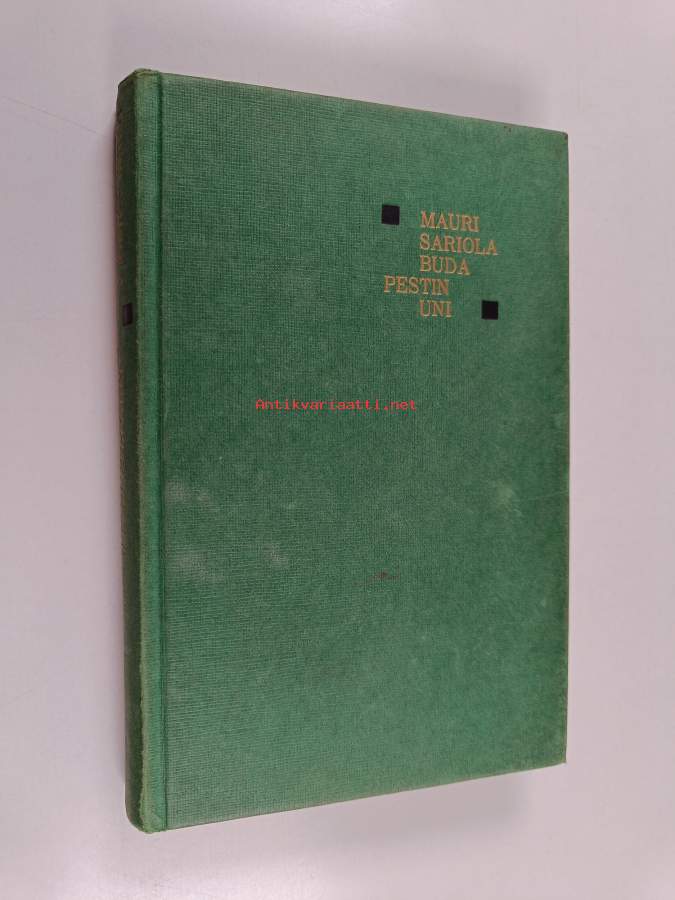 MAURI
SARIOLA
BUDA
PESTIN
UNI
Antikvariaatti.net